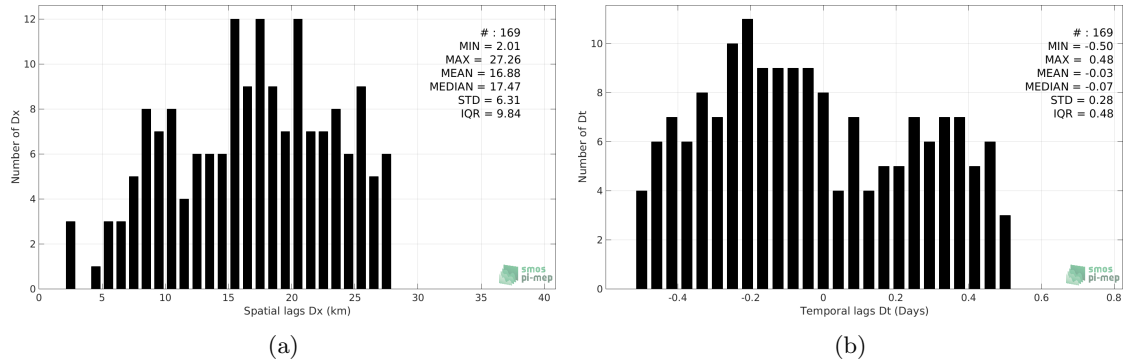 12
10
8
6
4
2
0
Number of Dx
0 5 10 15 20 25 30 35 40
Spatial lags Dx (km)
# : 169
MIN = 2.01
MAX = 27.26
MEAN = 16.88
MEDIAN = 17.47
STD = 6.31
IQR = 9.84
smos
pi-mep
(a)
10
8
6
4
2
0
Number of Dt
-0.4 -0.2 0 0.2 0.4 0.6 0.8
Temporal lags Dt (Days)
# : 169
MIN = -0.50
MAX = 0.48
MEAN = -0.03
MEDIAN = -0.07
STD = 0.28
IQR = 0.48
smos
pi-mep
(b)